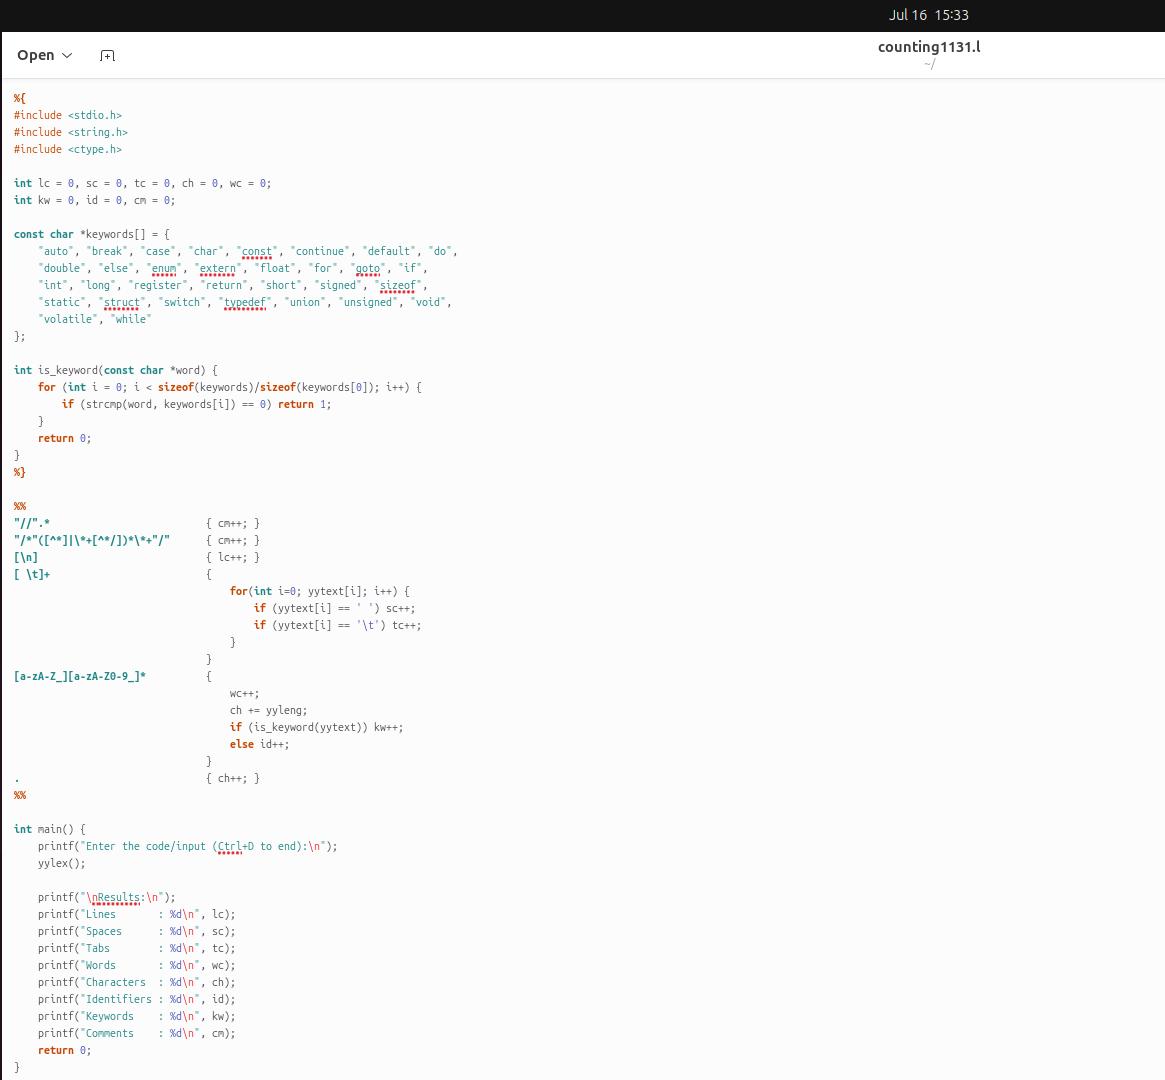 Jul 16 15:33
Open
counting1131.l
~/
%{
#include <stdio.h>
#include <string.h>
#include <ctype.h>

int lc = 0, sc = 0, tc = 0, ch = 0, wc = 0;
int kw = 0, id = 0, cm = 0;

const char *keywords[] = {
    "auto", "break", "case", "char", "const", "continue", "default", "do",
    "double", "else", "enum", "extern", "float", "for", "goto", "if",
    "int", "long", "register", "return", "short", "signed", "sizeof",
    "static", "struct", "switch", "typedef", "union", "unsigned", "void",
    "volatile", "while"
};

int is_keyword(const char *word) {
    for (int i = 0; i < sizeof(keywords)/sizeof(keywords[0]); i++) {
        if (strcmp(word, keywords[i]) == 0) return 1;
    }
    return 0;
}
%}

%%
"//".*                          { cm++; }
"/*"([^*]|\*+[^*/])*\*+"/"      { cm++; }
[\n]                            { lc++; }
[ \t]+                          {
                                    for(int i=0; yytext[i]; i++) {
                                        if (yytext[i] == ' ') sc++;
                                        if (yytext[i] == '\t') tc++;
                                    }
                                }
[a-zA-Z_][a-zA-Z0-9_]*          {
                                    wc++;
                                    ch += yyleng;
                                    if (is_keyword(yytext)) kw++;
                                    else id++;
                                }
.                               { ch++; }
%%

int main() {
    printf("Enter the code/input (Ctrl+D to end):\n");
    yylex();

    printf("\nResults:\n");
    printf("Lines       : %d\n", lc);
    printf("Spaces      : %d\n", sc);
    printf("Tabs        : %d\n", tc);
    printf("Words       : %d\n", wc);
    printf("Characters  : %d\n", ch);
    printf("Identifiers : %d\n", id);
    printf("Keywords    : %d\n", kw);
    printf("Comments    : %d\n", cm);
    return 0;
}